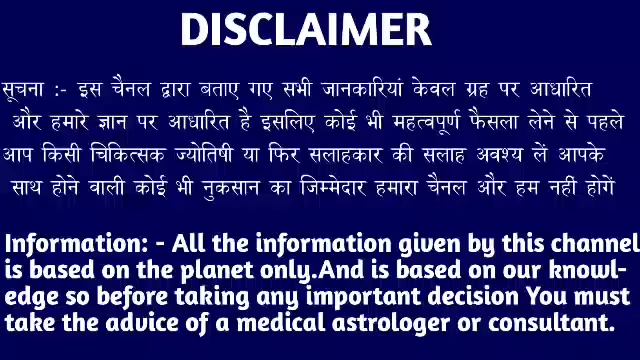 DISCLAIMER
सूचना :- इस चैनल द्वारा बताए गए सभी जानकारियां केवल ग्रह पर आधारित
और हमारे ज्ञान पर आधारित है इसलिए कोई भी महत्वपूर्ण फैसला लेने से पहले
आप किसी चिकित्सक ज्योतिषी या फिर सलाहकार की सलाह अवश्य लें आपके
साथ होने वाली कोई भी नुकसान का जिम्मेदार हमारा चैनल और हम नहीं होगें
Information: - All the information given by this channel
is based on the planet only.And is based on our knowl-
edge so before taking any important decision You must
take the advice of a medical astrologer or consultant.